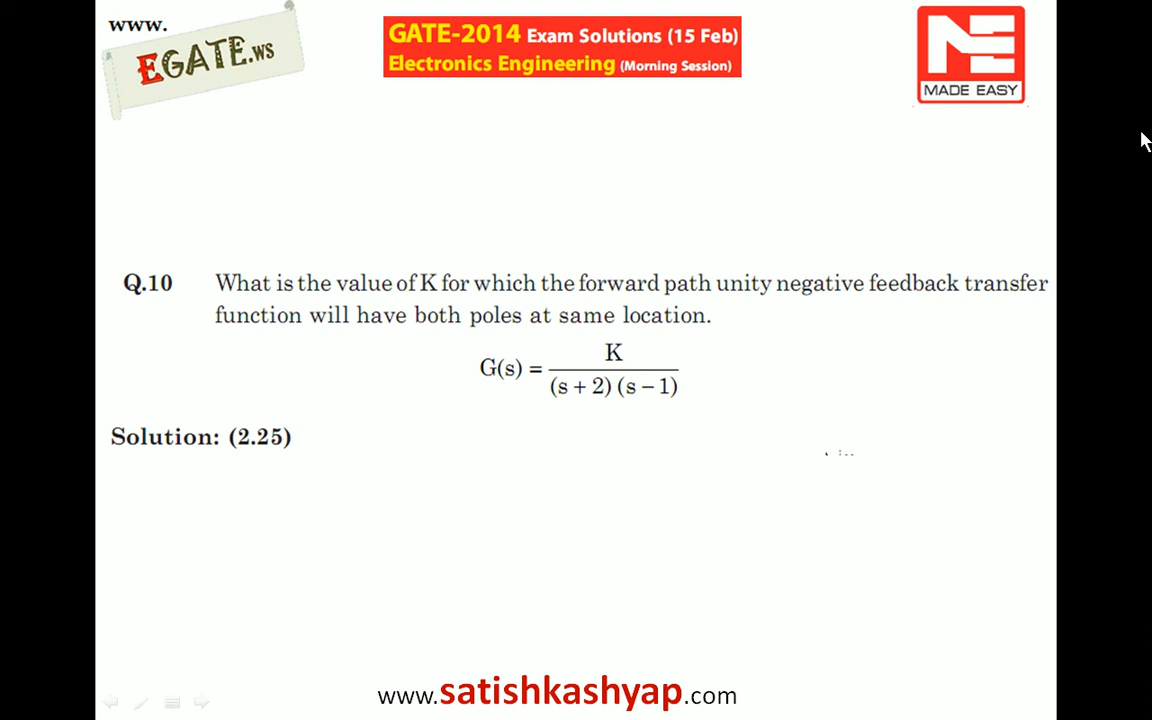 www.
EGATE.ws
GATE-2014 Exam Solutions (15 Feb)
Electronics Engineering (Morning Session)
MADE EASY
Q.10 What is the value of K for which the forward path unity negative feedback transfer
function will have both poles at same location.
G(s) = K / (s + 2) (s − 1)
Solution: (2.25)
www.satishkashyap.com